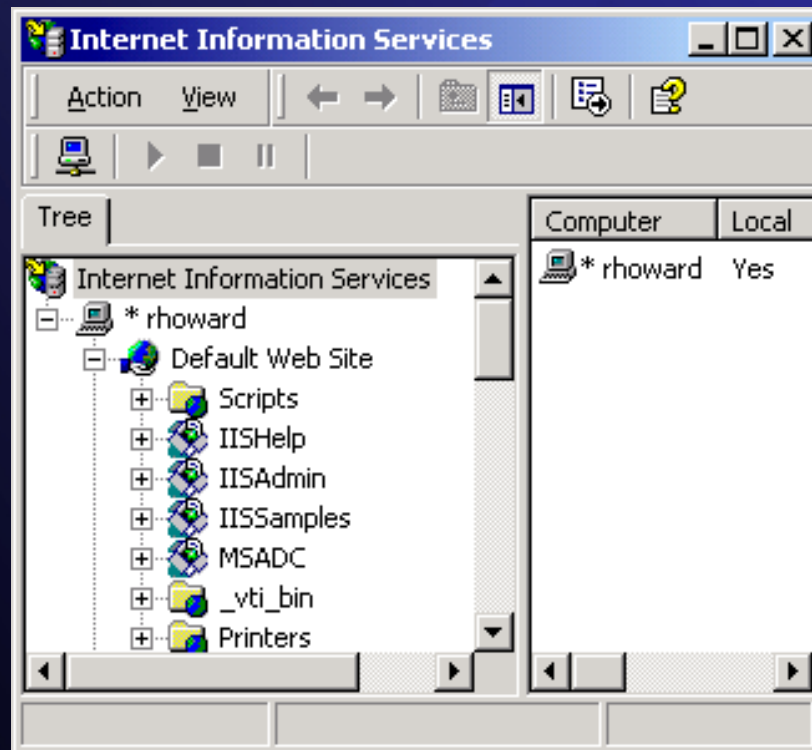 Internet Information Services
Action View
Tree
Computer Local
Internet Information Services
* rhoward
Default Web Site
Scripts
IISHelp
IISAdmin
IISSamples
MSADC
_vti_bin
Printers
* rhoward Yes